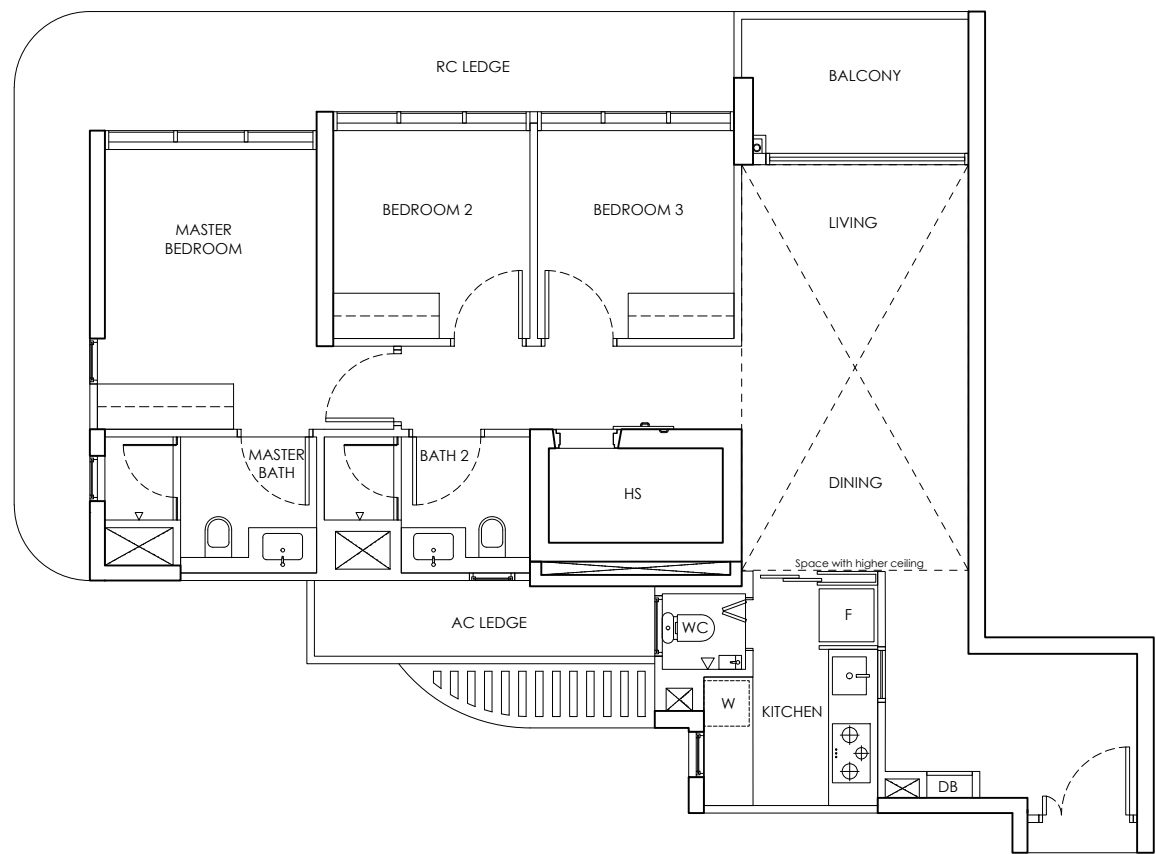 RC LEDGE
BALCONY
MASTER
BEDROOM
BEDROOM 2
BEDROOM 3
LIVING
MASTER
BATH
BATH 2
HS
DINING
Space with higher ceiling
AC LEDGE
WC
F
W
KITCHEN
DB